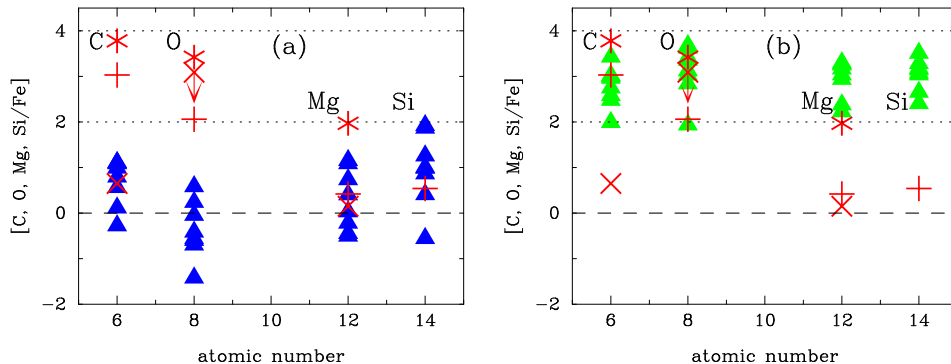 4
2
0
−2
[C, O, Mg, Si/Fe]
C
O
(a)
Mg
Si
6
8
10
12
14
atomic number
4
2
0
−2
[C, O, Mg, Si/Fe]
C
O
(b)
Mg
Si
6
8
10
12
14
atomic number